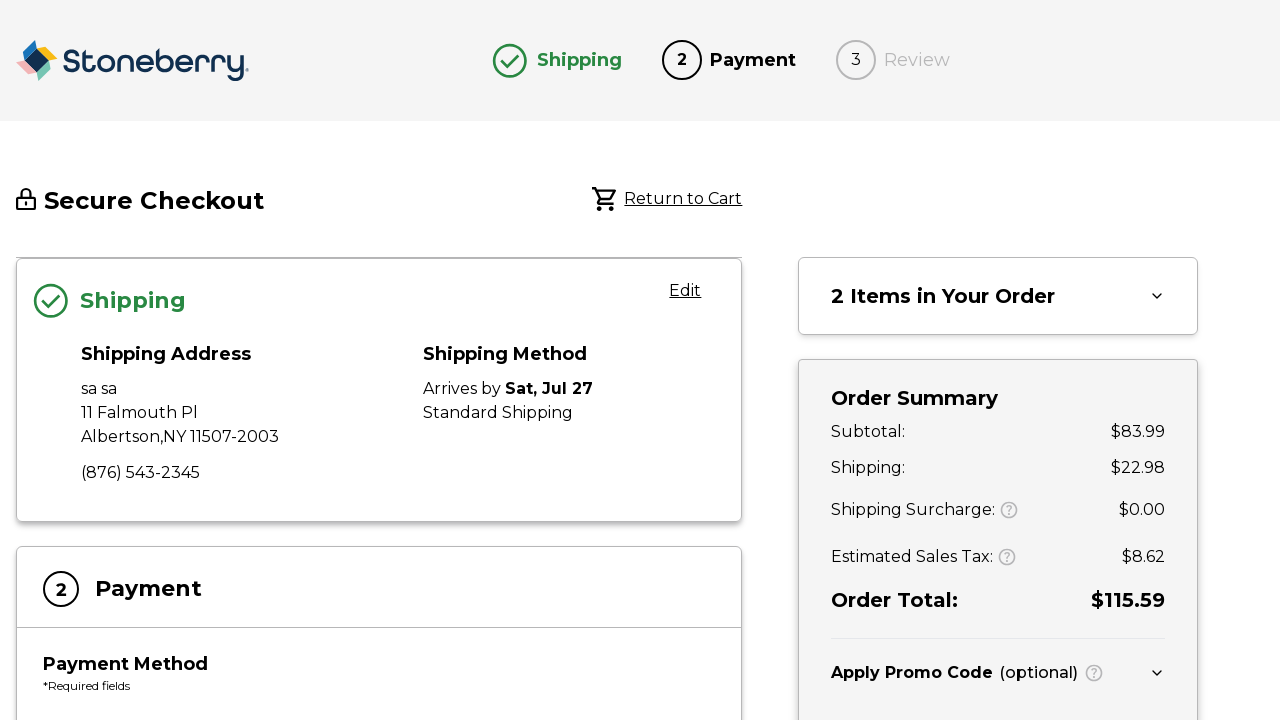 Stoneberry
Shipping
2 Payment
3 Review
Secure Checkout
Return to Cart
Shipping
Edit
Shipping Address
sa sa
11 Falmouth Pl
Albertson,NY 11507-2003
(876) 543-2345
Shipping Method
Arrives by Sat, Jul 27
Standard Shipping
2 Payment
Payment Method
*Required fields
2 Items in Your Order
Order Summary
Subtotal: $83.99
Shipping: $22.98
Shipping Surcharge: ? $0.00
Estimated Sales Tax: ? $8.62
Order Total: $115.59
Apply Promo Code (optional) ?